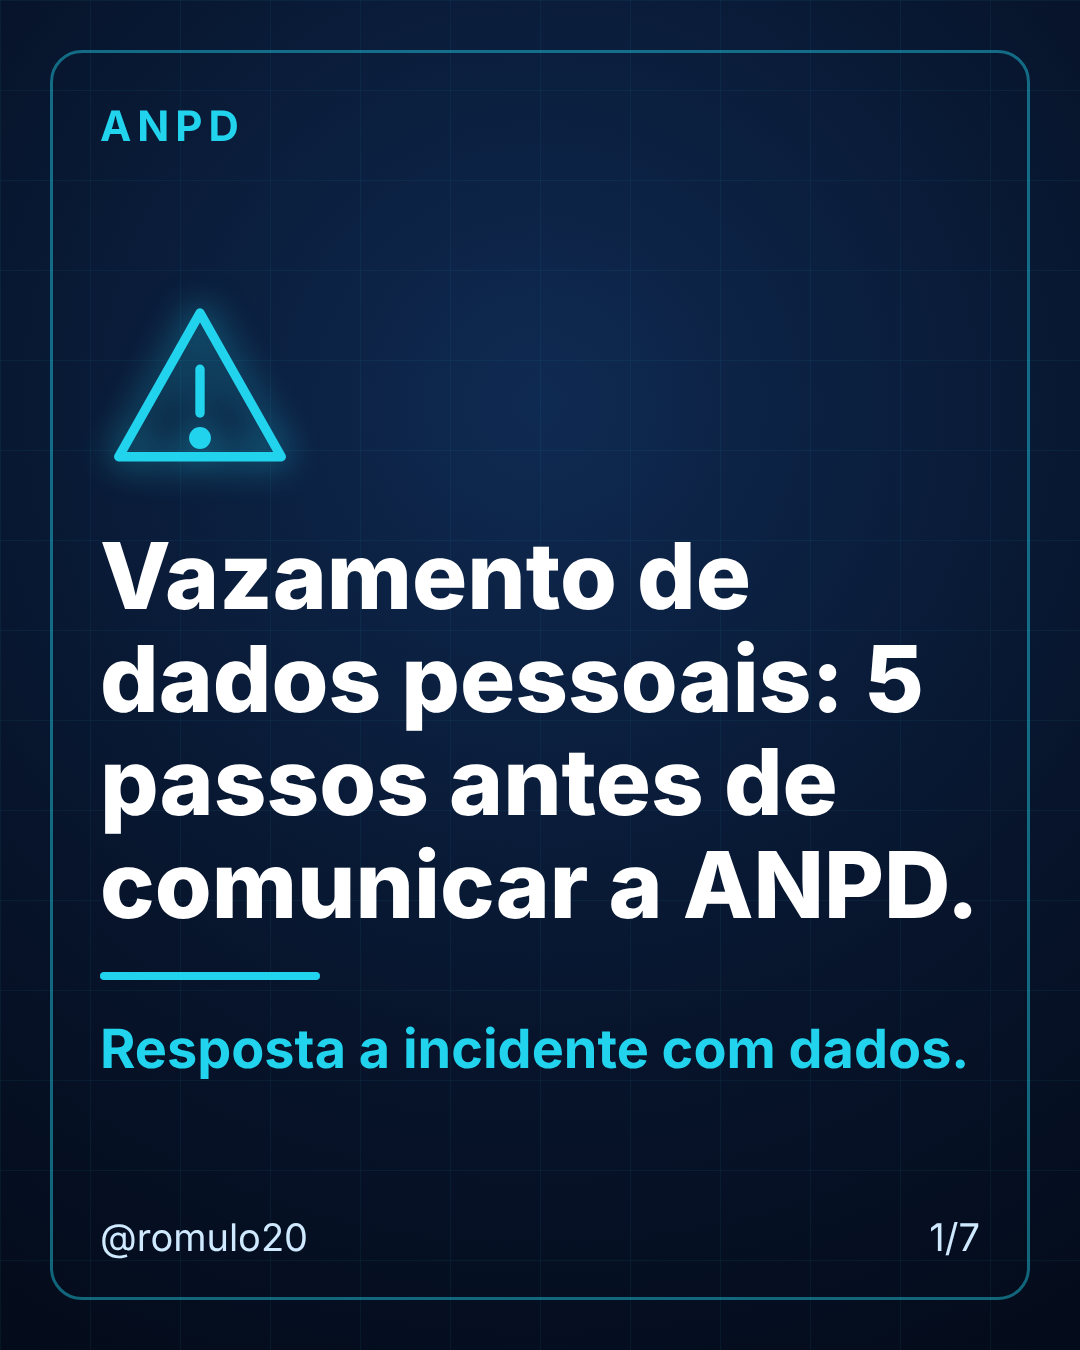 ANPD
Vazamento de
dados pessoais: 5
passos antes de
comunicar a ANPD.
Resposta a incidente com dados.
@romulo20
1/7